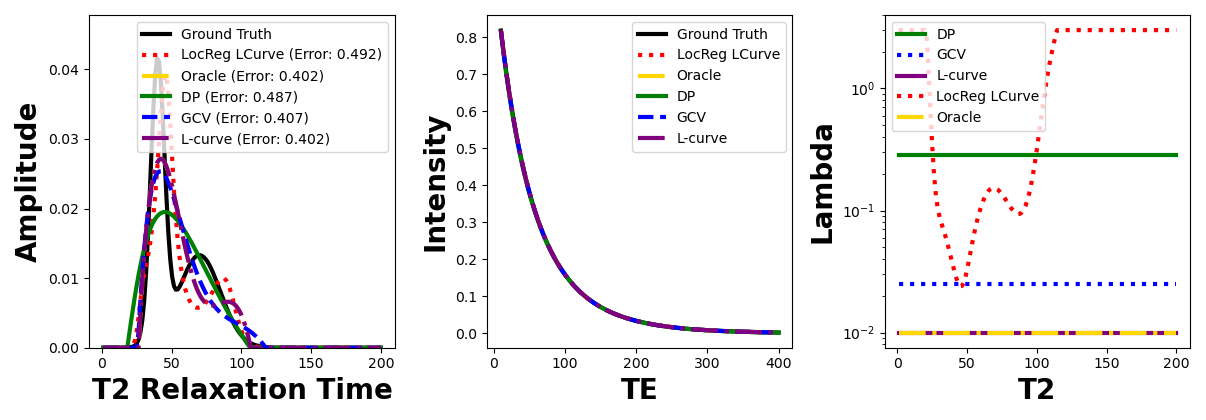 Amplitude
0.04
0.03
0.02
0.01
0.00
Ground Truth
LocReg LCurve (Error: 0.492)
Oracle (Error: 0.402)
DP (Error: 0.487)
GCV (Error: 0.407)
L-curve (Error: 0.402)
0 50 100 150 200
T2 Relaxation Time
Intensity
0.8
0.7
0.6
0.5
0.4
0.3
0.2
0.1
0.0
Ground Truth
LocReg LCurve
Oracle
DP
GCV
L-curve
0 100 200 300 400
TE
Lambda
10⁰
10⁻¹
10⁻²
DP
GCV
L-curve
LocReg LCurve
Oracle
0 50 100 150 200
T2